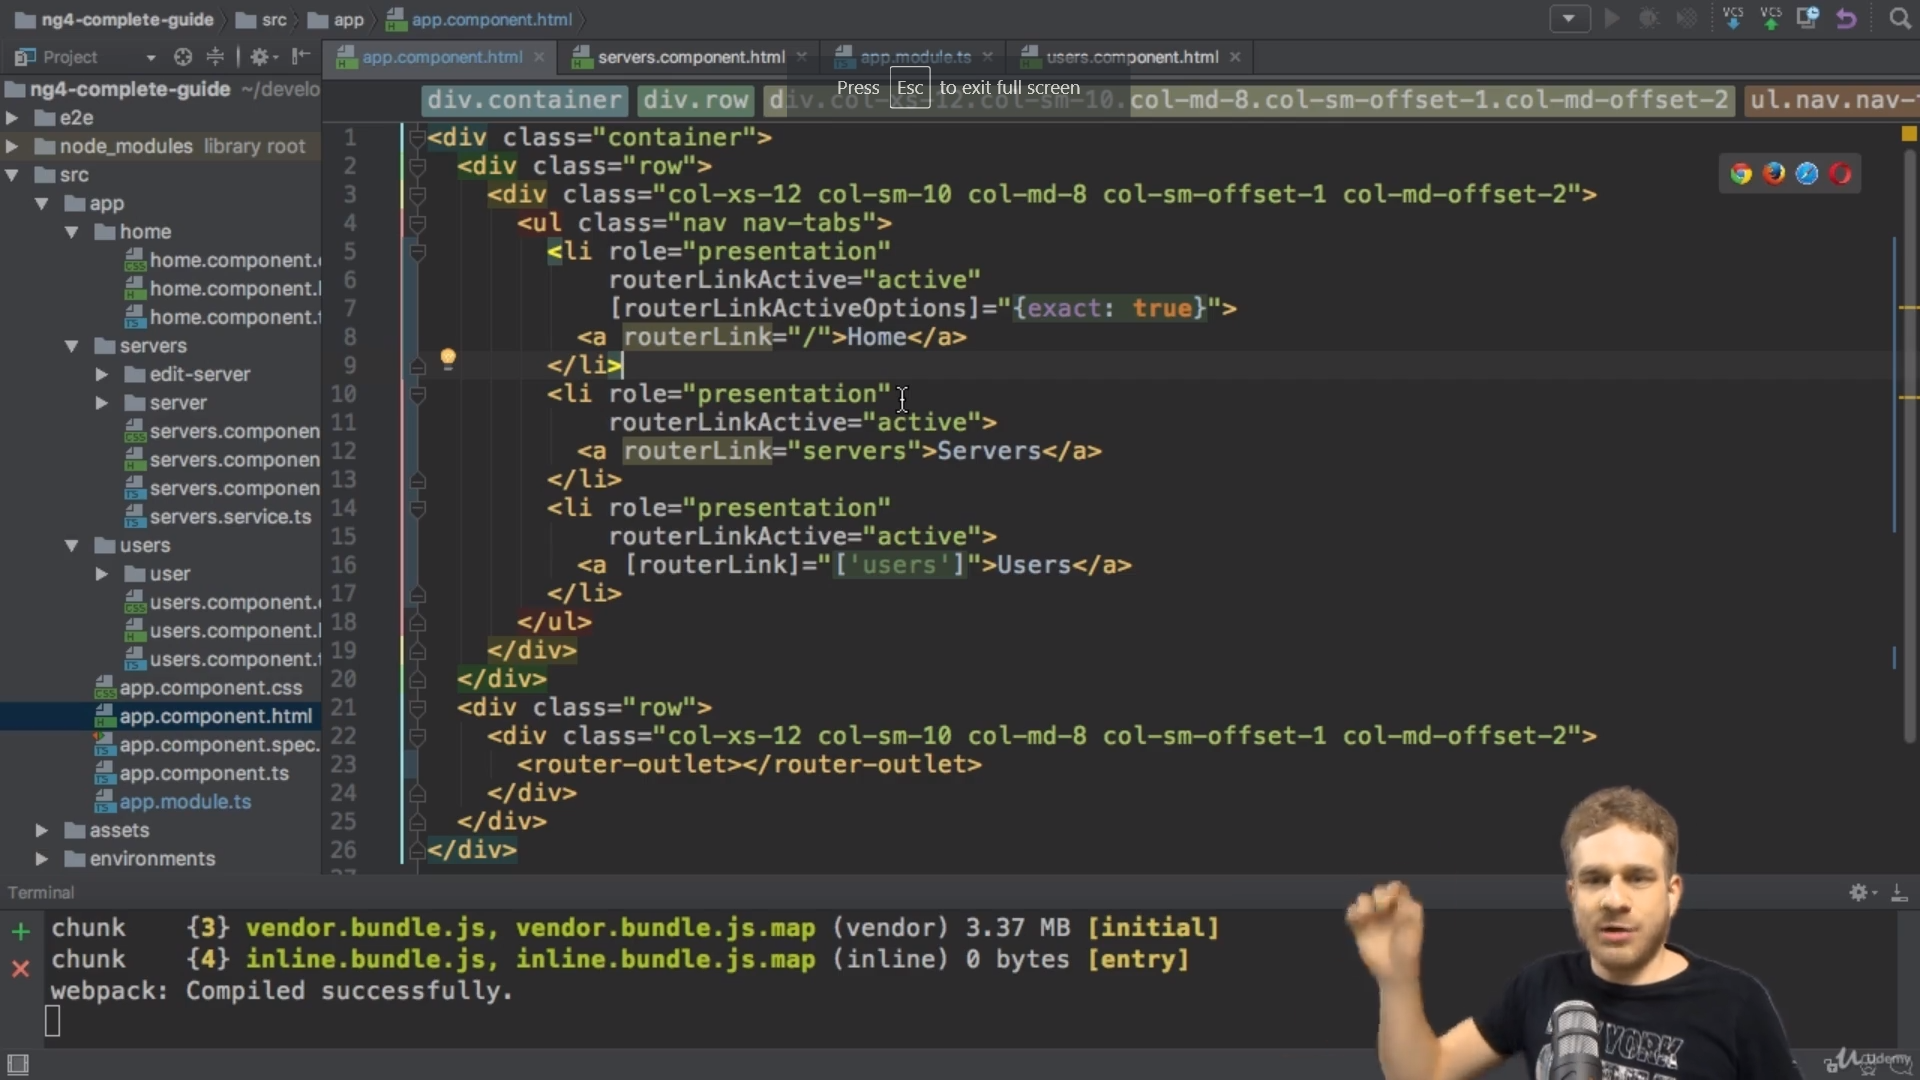 ng4-complete-guide src app app.component.html
Project
app.component.html servers.component.html app.module.ts users.component.html
Press Esc to exit full screen
div.container div.row div.col-xs-12.col-sm-10.col-md-8.col-sm-offset-1.col-md-offset-2 ul.nav.nav-
ng4-complete-guide ~/develo
e2e
node_modules library root
src
app
home
home.component.
home.component.
home.component.
servers
edit-server
server
servers.componen
servers.componen
servers.componen
servers.service.ts
users
user
users.component.
users.component.
users.component.
app.component.css
app.component.html
app.component.spec.
app.component.ts
app.module.ts
assets
environments
1 <div class="container">
2 <div class="row">
3 <div class="col-xs-12 col-sm-10 col-md-8 col-sm-offset-1 col-md-offset-2">
4 <ul class="nav nav-tabs">
5 <li role="presentation"
6 routerLinkActive="active"
7 [routerLinkActiveOptions]="{exact: true}">
8 <a routerLink="/">Home</a>
9 </li>
10 <li role="presentation"
11 routerLinkActive="active">
12 <a routerLink="servers">Servers</a>
13 </li>
14 <li role="presentation"
15 routerLinkActive="active">
16 <a [routerLink]="['users']">Users</a>
17 </li>
18 </ul>
19 </div>
20 </div>
21 <div class="row">
22 <div class="col-xs-12 col-sm-10 col-md-8 col-sm-offset-1 col-md-offset-2">
23 <router-outlet></router-outlet>
24 </div>
25 </div>
26 </div>
Terminal
chunk {3} vendor.bundle.js, vendor.bundle.js.map (vendor) 3.37 MB [initial]
chunk {4} inline.bundle.js, inline.bundle.js.map (inline) 0 bytes [entry]
webpack: Compiled successfully.
VCS VCS
YORK
Udemy